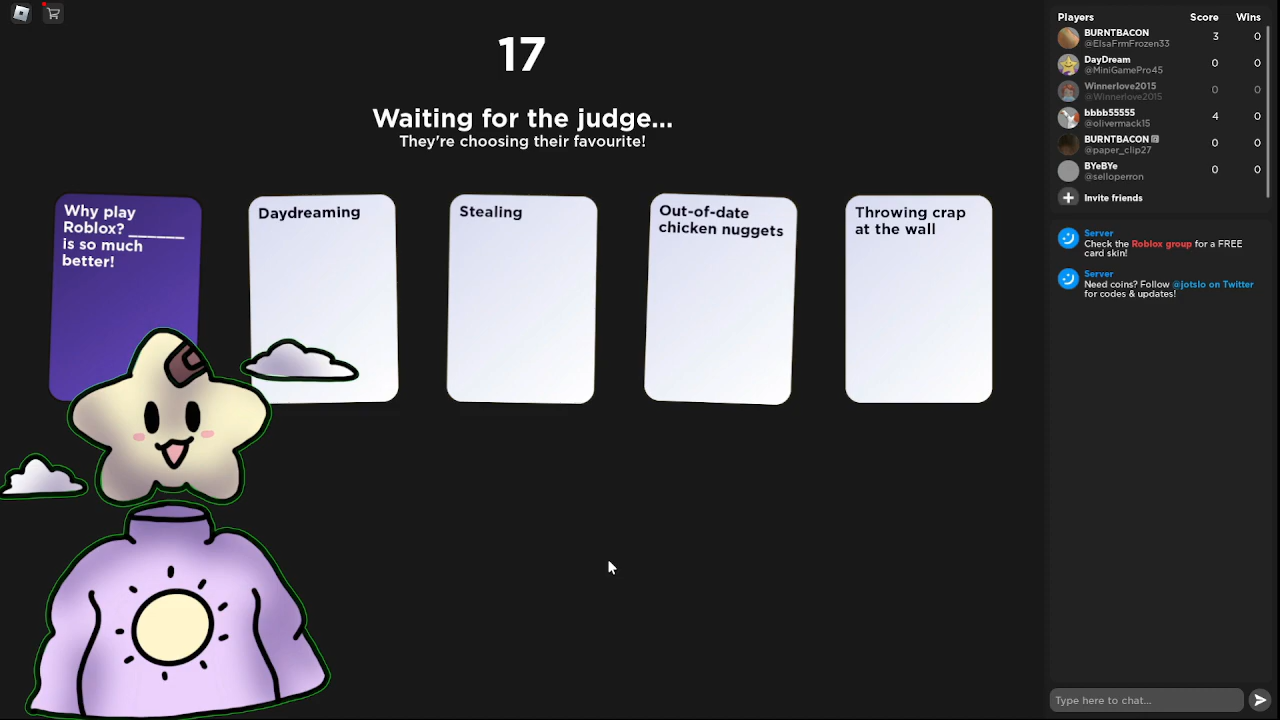 17
Waiting for the judge...
They're choosing their favourite!
Why play
Roblox? ______
is so much
better!
Daydreaming
Stealing
Out-of-date
chicken nuggets
Throwing crap
at the wall
Players Score Wins
BURNTBACON 3 0
@ElsaFrmFrozen33
DayDream 0 0
@MiniGamePro45
Winnerlove2015 0 0
@Winnerlove2015
bbbb55555 4 0
@olivermack15
BURNTBACON 0 0
@paper_clip27
BYeBYe 0 0
@selloperron
Invite friends
Server
Check the Roblox group for a FREE
card skin!
Server
Need coins? Follow @jotslo on Twitter
for codes & updates!
Type here to chat...